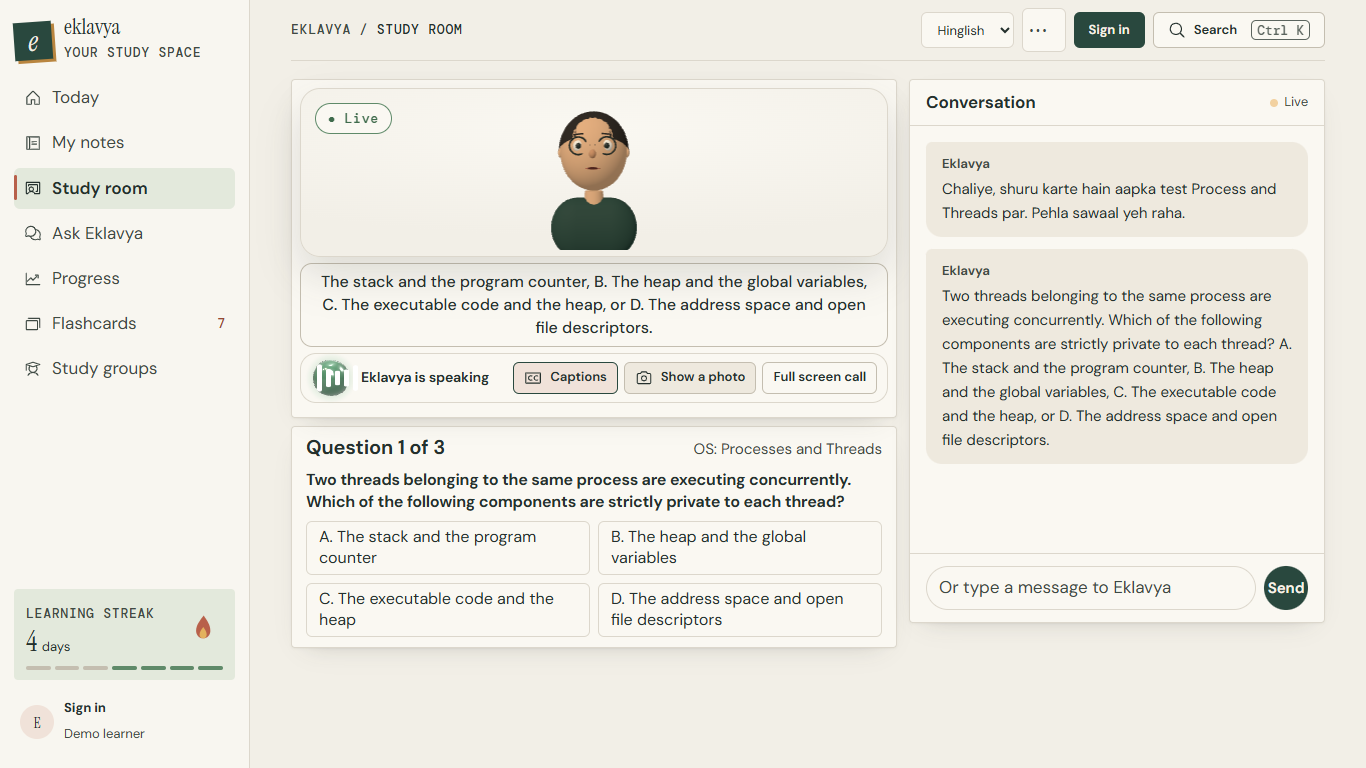 e
eklavya
YOUR STUDY SPACE
Today
My notes
Study room
Ask Eklavya
Progress
Flashcards 7
Study groups
LEARNING STREAK
4 days
E
Sign in
Demo learner
EKLAVYA / STUDY ROOM
Hinglish
...
Sign in
Search Ctrl K
• Live
The stack and the program counter, B. The heap and the global variables,
C. The executable code and the heap, or D. The address space and open
file descriptors.
Eklavya is speaking
CC Captions
Show a photo
Full screen call
Question 1 of 3
OS: Processes and Threads
Two threads belonging to the same process are executing concurrently.
Which of the following components are strictly private to each thread?
A. The stack and the program
counter
B. The heap and the global
variables
C. The executable code and the
heap
D. The address space and open
file descriptors
Conversation
Live
Eklavya
Chaliye, shuru karte hain aapka test Process and
Threads par. Pehla sawaal yeh raha.
Eklavya
Two threads belonging to the same process are
executing concurrently. Which of the following
components are strictly private to each thread? A.
The stack and the program counter, B. The heap
and the global variables, C. The executable code
and the heap, or D. The address space and open
file descriptors.
Or type a message to Eklavya
Send